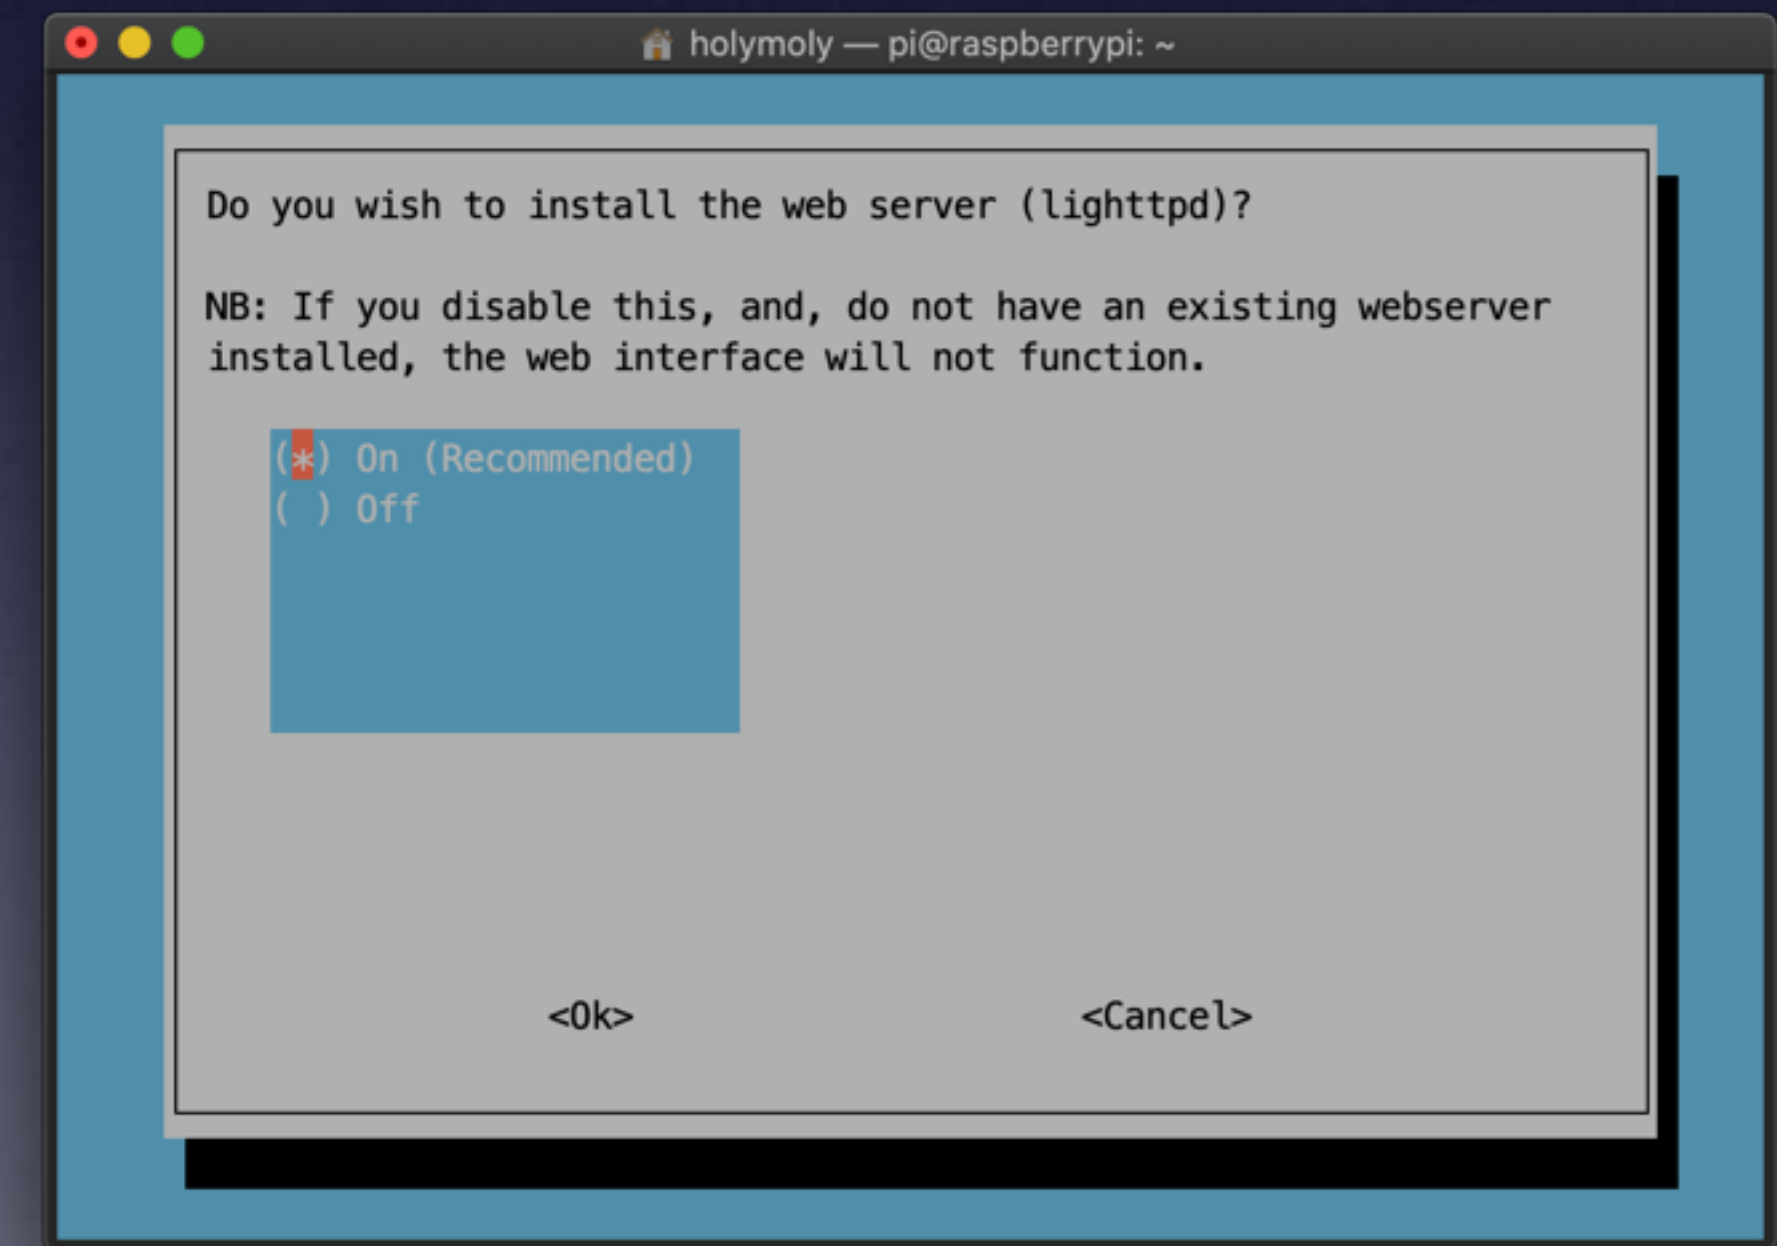 holymoly — pi@raspberrypi: ~
Do you wish to install the web server (lighttpd)?
NB: If you disable this, and, do not have an existing webserver
installed, the web interface will not function.
(*) On (Recommended)
( ) Off
<Ok> <Cancel>